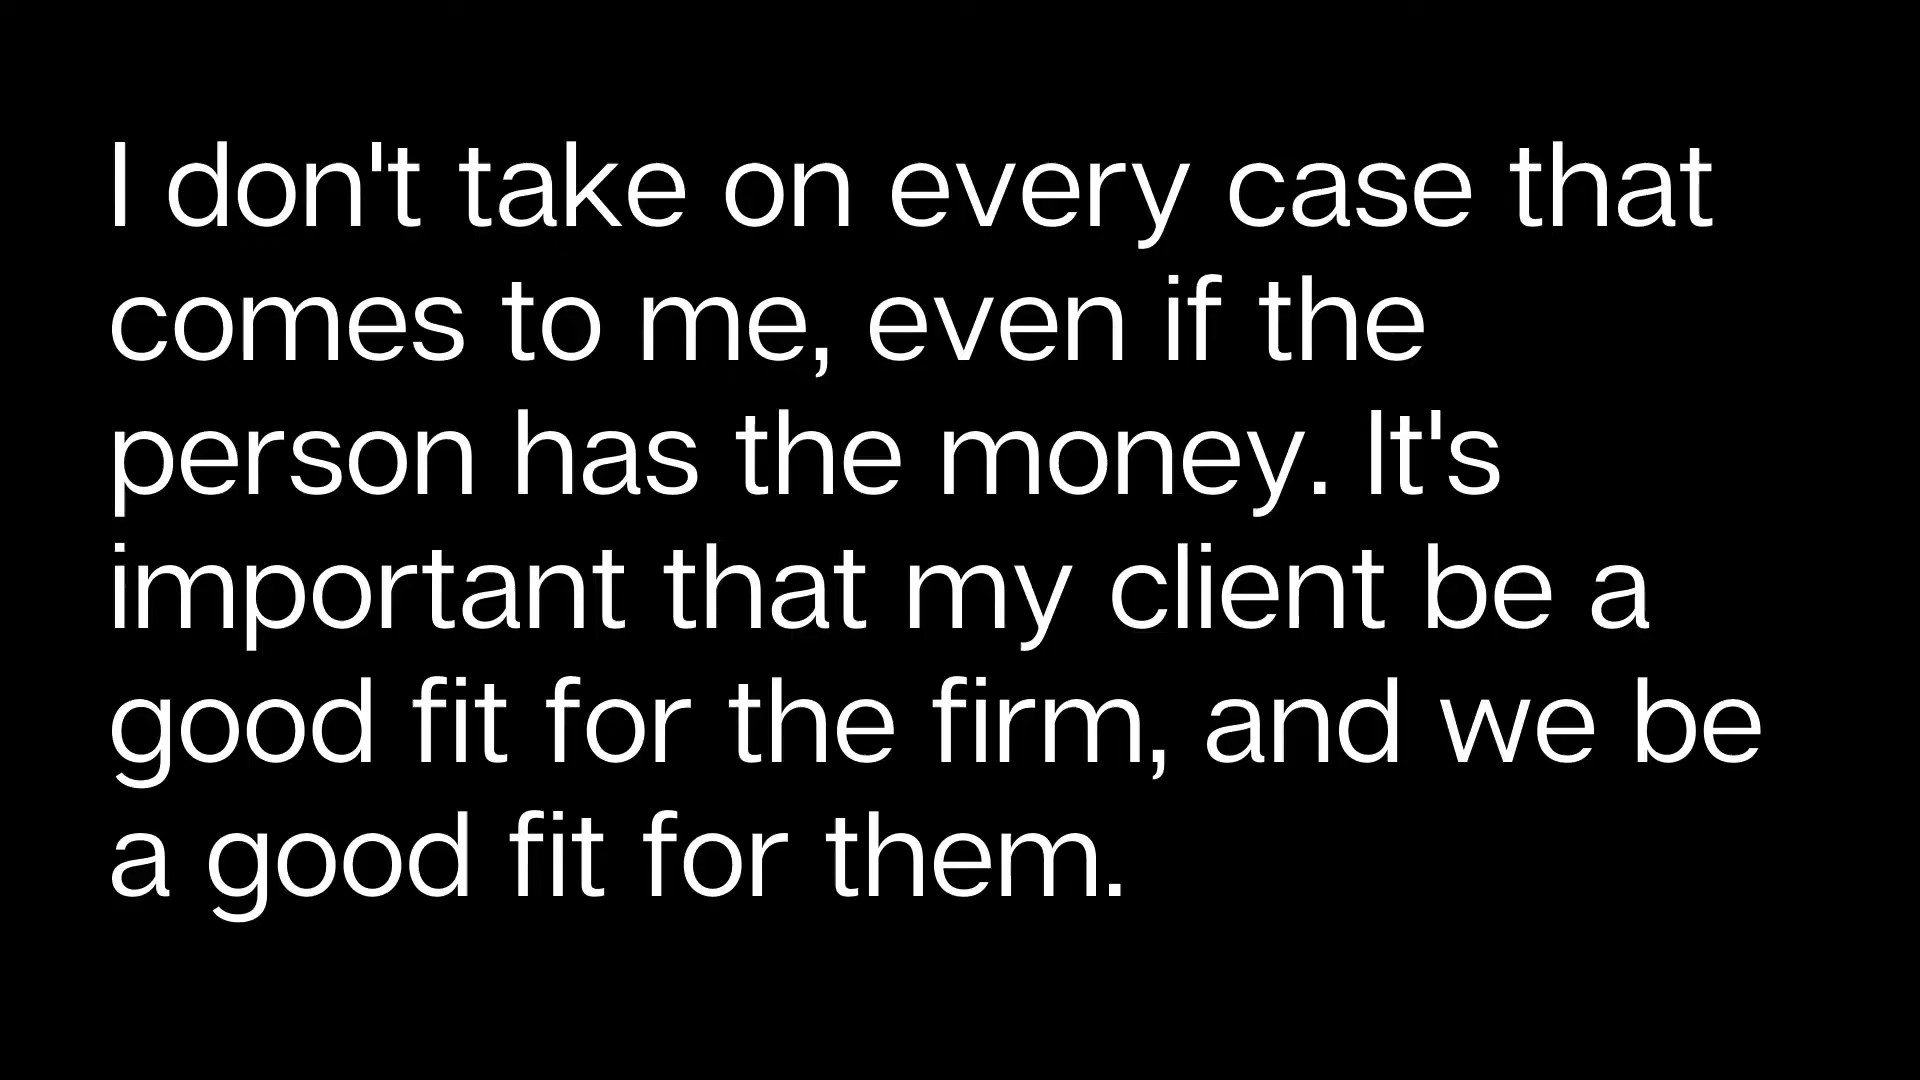 I don't take on every case that
comes to me, even if the
person has the money. It's
important that my client be a
good fit for the firm, and we be
a good fit for them.